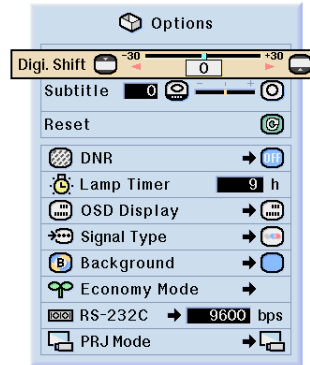 Options
Digi. Shift -30 0 +30
Subtitle 0 - +
Reset
DNR OFF
Lamp Timer 9 h
OSD Display
Signal Type
B Background
Economy Mode
RS-232C 9600 bps
PRJ Mode